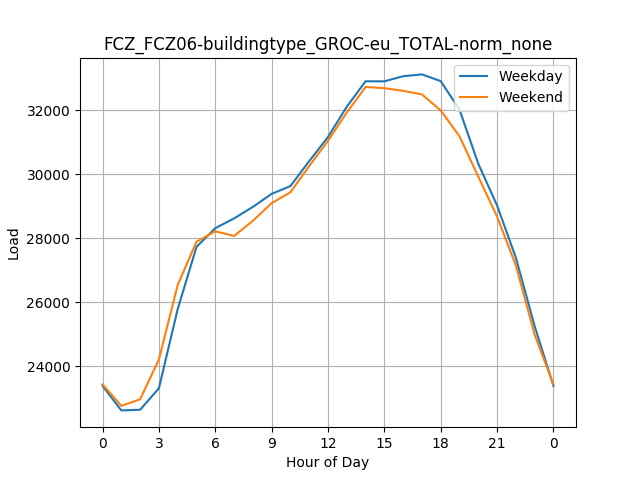 FCZ_FCZ06-buildingtype_GROC-eu_TOTAL-norm_none
Weekday
Weekend
32000
30000
28000
26000
24000
Load
0 3 6 9 12 15 18 21 0
Hour of Day